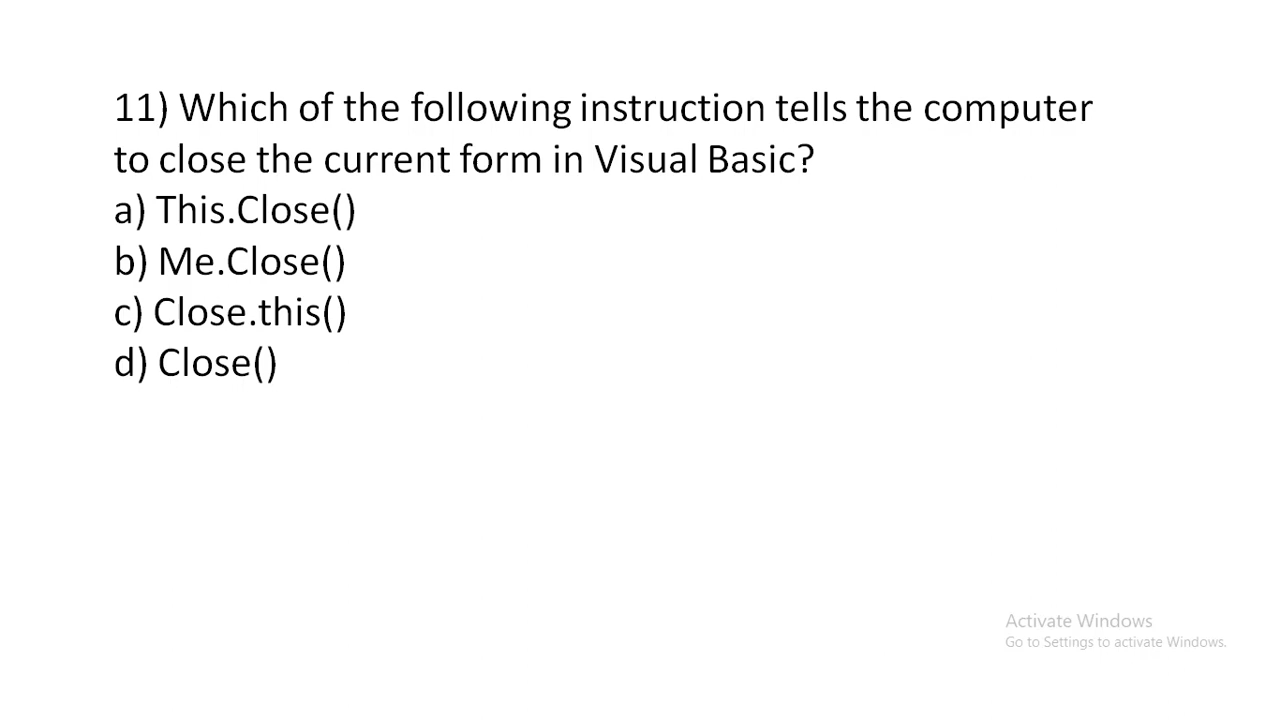 11) Which of the following instruction tells the computer
to close the current form in Visual Basic?
a) This.Close()
b) Me.Close()
c) Close.this()
d) Close()
Activate Windows
Go to Settings to activate Windows.